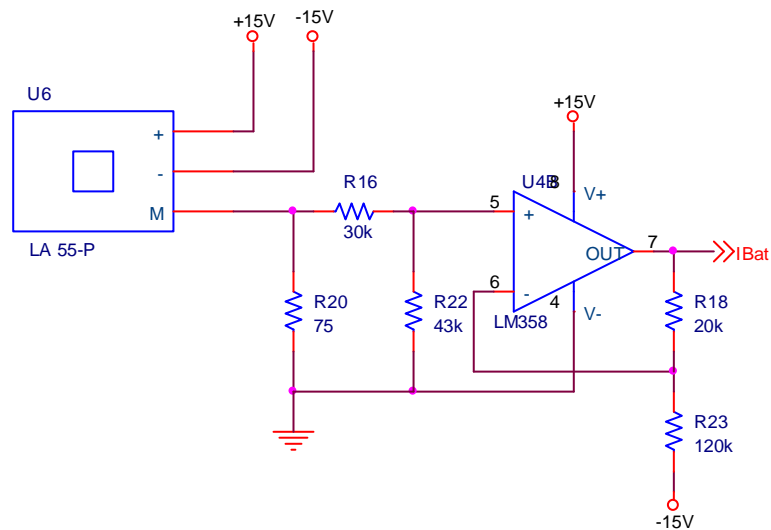 +15V
-15V
U6
+
-
M
LA 55-P
R16
30k
R20
75
R22
43k
+15V
U4B
8
V+
5
+
6
-
OUT
7
4
V-
LM358
IBat
R18
20k
R23
120k
-15V